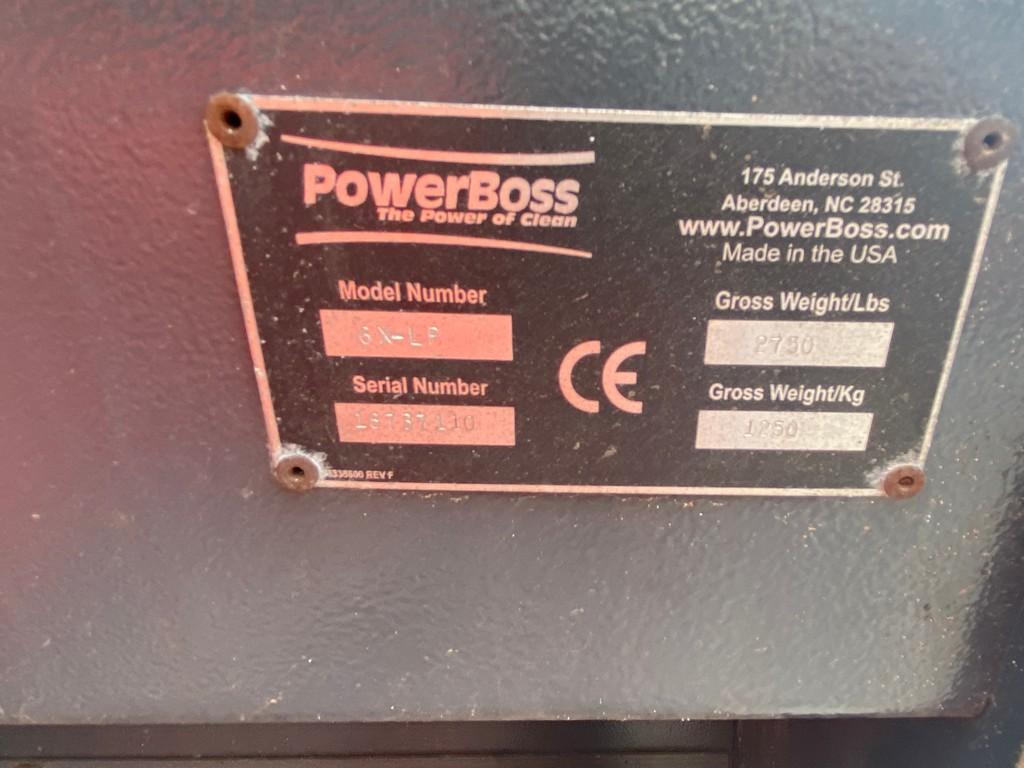 PowerBoss
The Power of Clean
175 Anderson St.
Aberdeen, NC 28315
www.PowerBoss.com
Made in the USA
Model Number
6X-LP
Serial Number
CE
Gross Weight/Lbs
2750
Gross Weight/Kg
1250
REV F